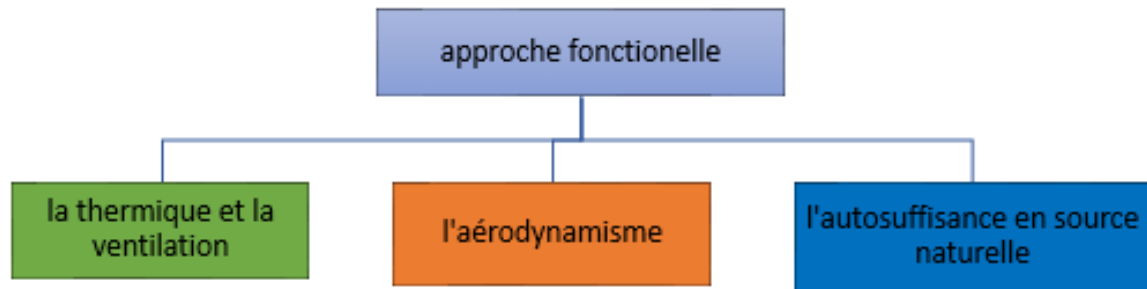 approche fonctionelle
la thermique et la
ventilation
l'aérodynamisme
l'autosuffisance en source
naturelle